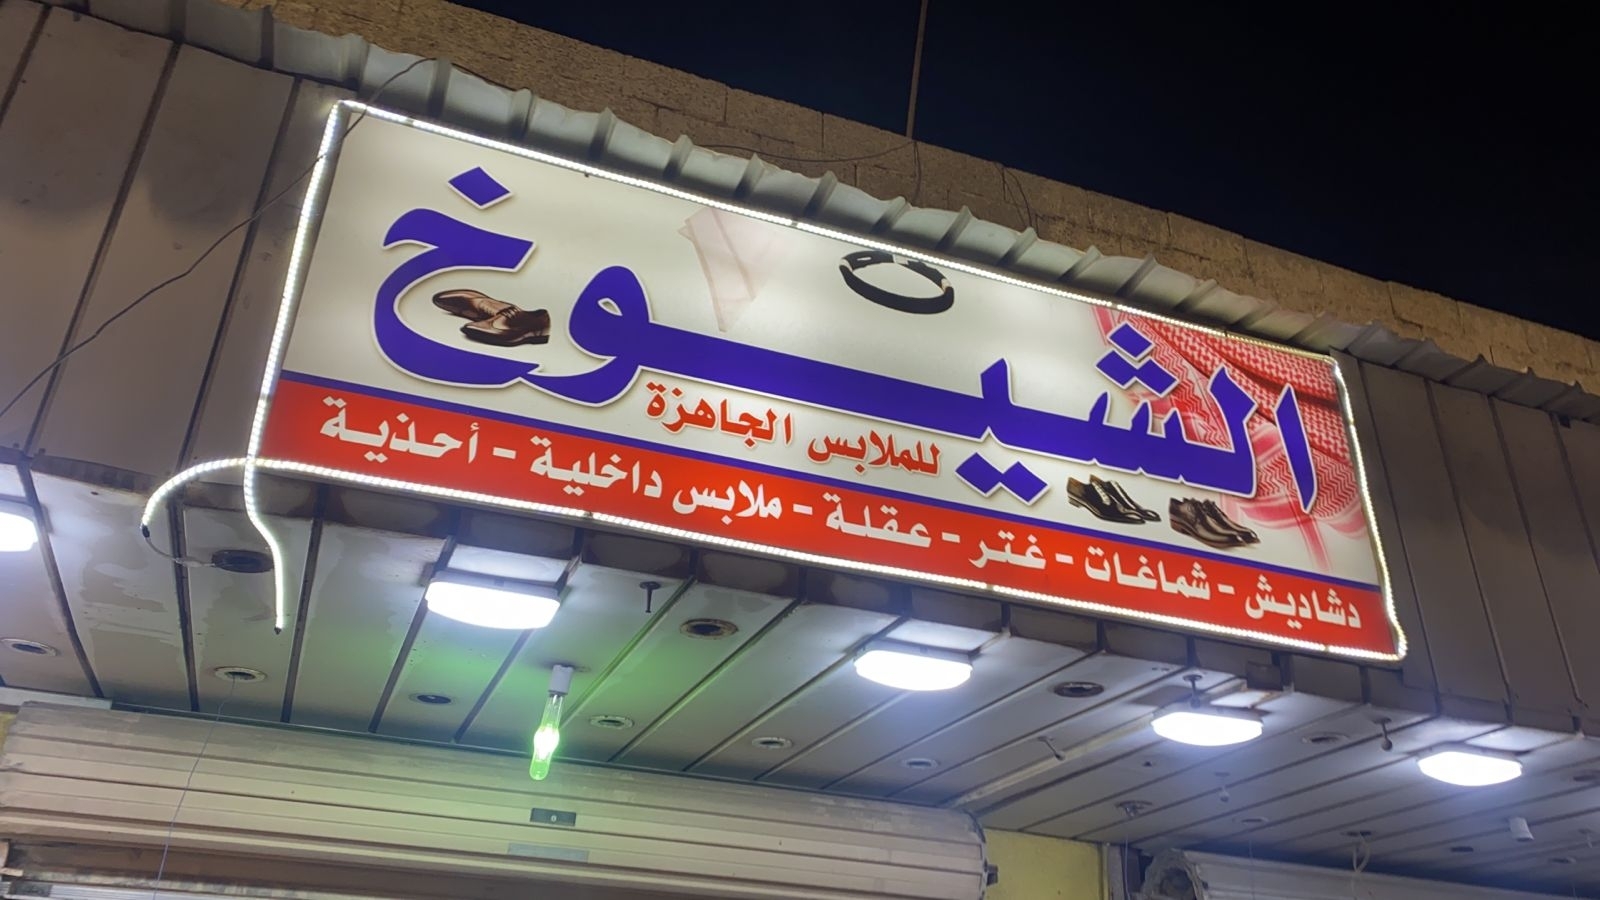 الشيوخ
للملابس الجاهزة
دشاديش - شماغات - غتر - عقلة - ملابس داخلية - أحذية